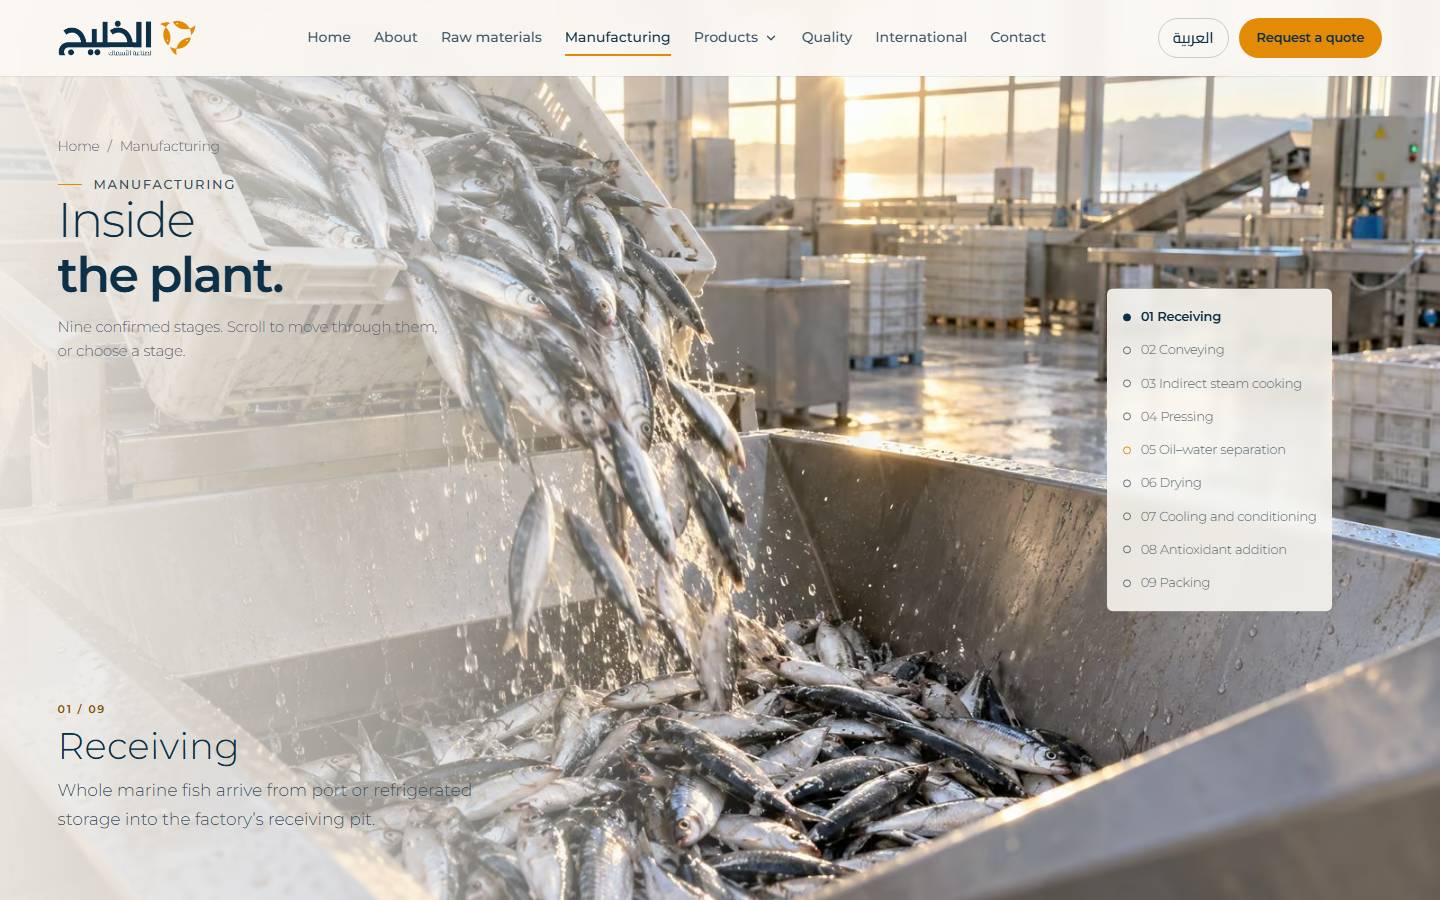 الخليج
لصناعة الأسماك
Home
About
Raw materials
Manufacturing
Products
Quality
International
Contact
العربية
Request a quote
Home / Manufacturing
MANUFACTURING
Inside
the plant.
Nine confirmed stages. Scroll to move through them,
or choose a stage.
01 Receiving
02 Conveying
03 Indirect steam cooking
04 Pressing
05 Oil–water separation
06 Drying
07 Cooling and conditioning
08 Antioxidant addition
09 Packing
01 / 09
Receiving
Whole marine fish arrive from port or refrigerated
storage into the factory’s receiving pit.